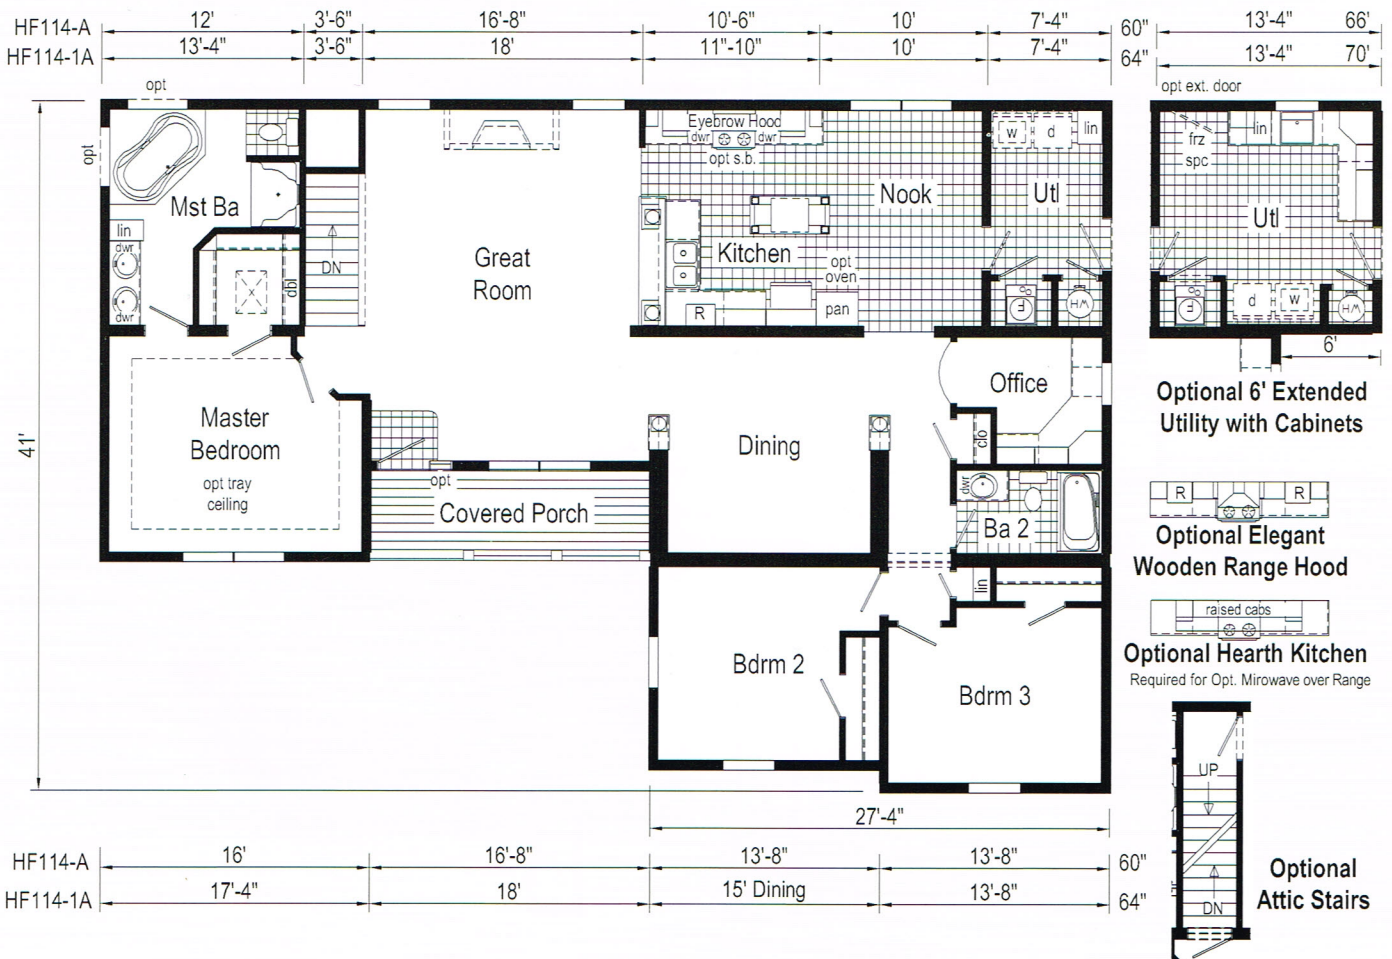 HF114-A 12' 3'-6" 16'-8" 10'-6" 10' 7'-4" 60" 13'-4" 66'
HF114-1A 13'-4" 3'-6" 18' 11"-10" 10' 7'-4" 64" 13'-4" 70'
opt
opt ext. door
opt
Eyebrow Hood
dwr dwr
opt s.b.
w d lin
frz
spc
lin
Mst Ba
Nook
Utl
Utl
lin
dwr
dwr
dbl
DN
Great
Room
Kitchen
opt
oven
R
pan
F
W/H
F
d w
W/H
6'
Optional 6' Extended
Utility with Cabinets
41'
Master
Bedroom
opt tray
ceiling
opt
Covered Porch
Dining
Office
clo
dwr
Ba 2
lin
R R
Optional Elegant
Wooden Range Hood
raised cabs
Optional Hearth Kitchen
Required for Opt. Mirowave over Range
Bdrm 2
Bdrm 3
UP
DN
Optional
Attic Stairs
27'-4"
HF114-A 16' 16'-8" 13'-8" 13'-8" 60"
HF114-1A 17'-4" 18' 15' Dining 13'-8" 64"